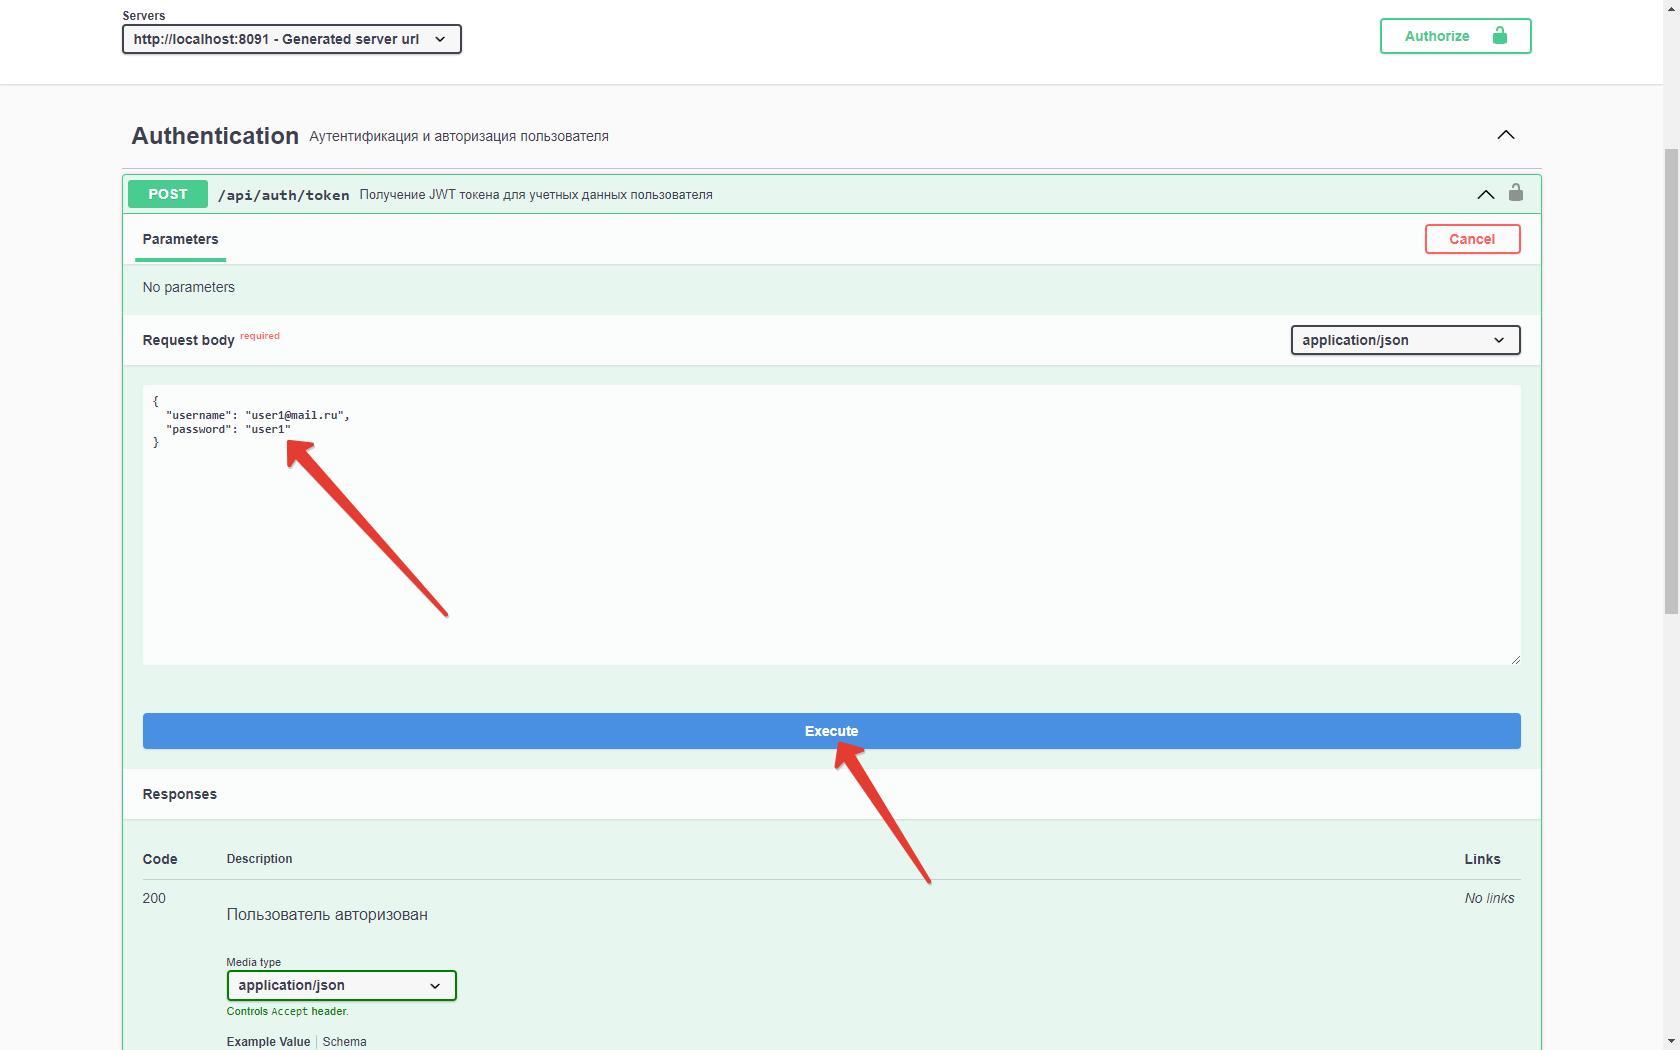 Servers
http://localhost:8091 - Generated server url
Authorize
Authentication Аутентификация и авторизация пользователя
POST /api/auth/token Получение JWT токена для учетных данных пользователя
Parameters
Cancel
No parameters
Request body required
application/json
{
"username": "user1@mail.ru",
"password": "user1"
}
Execute
Responses
Code Description Links
200 No links
Пользователь авторизован
Media type
application/json
Controls Accept header.
Example Value Schema